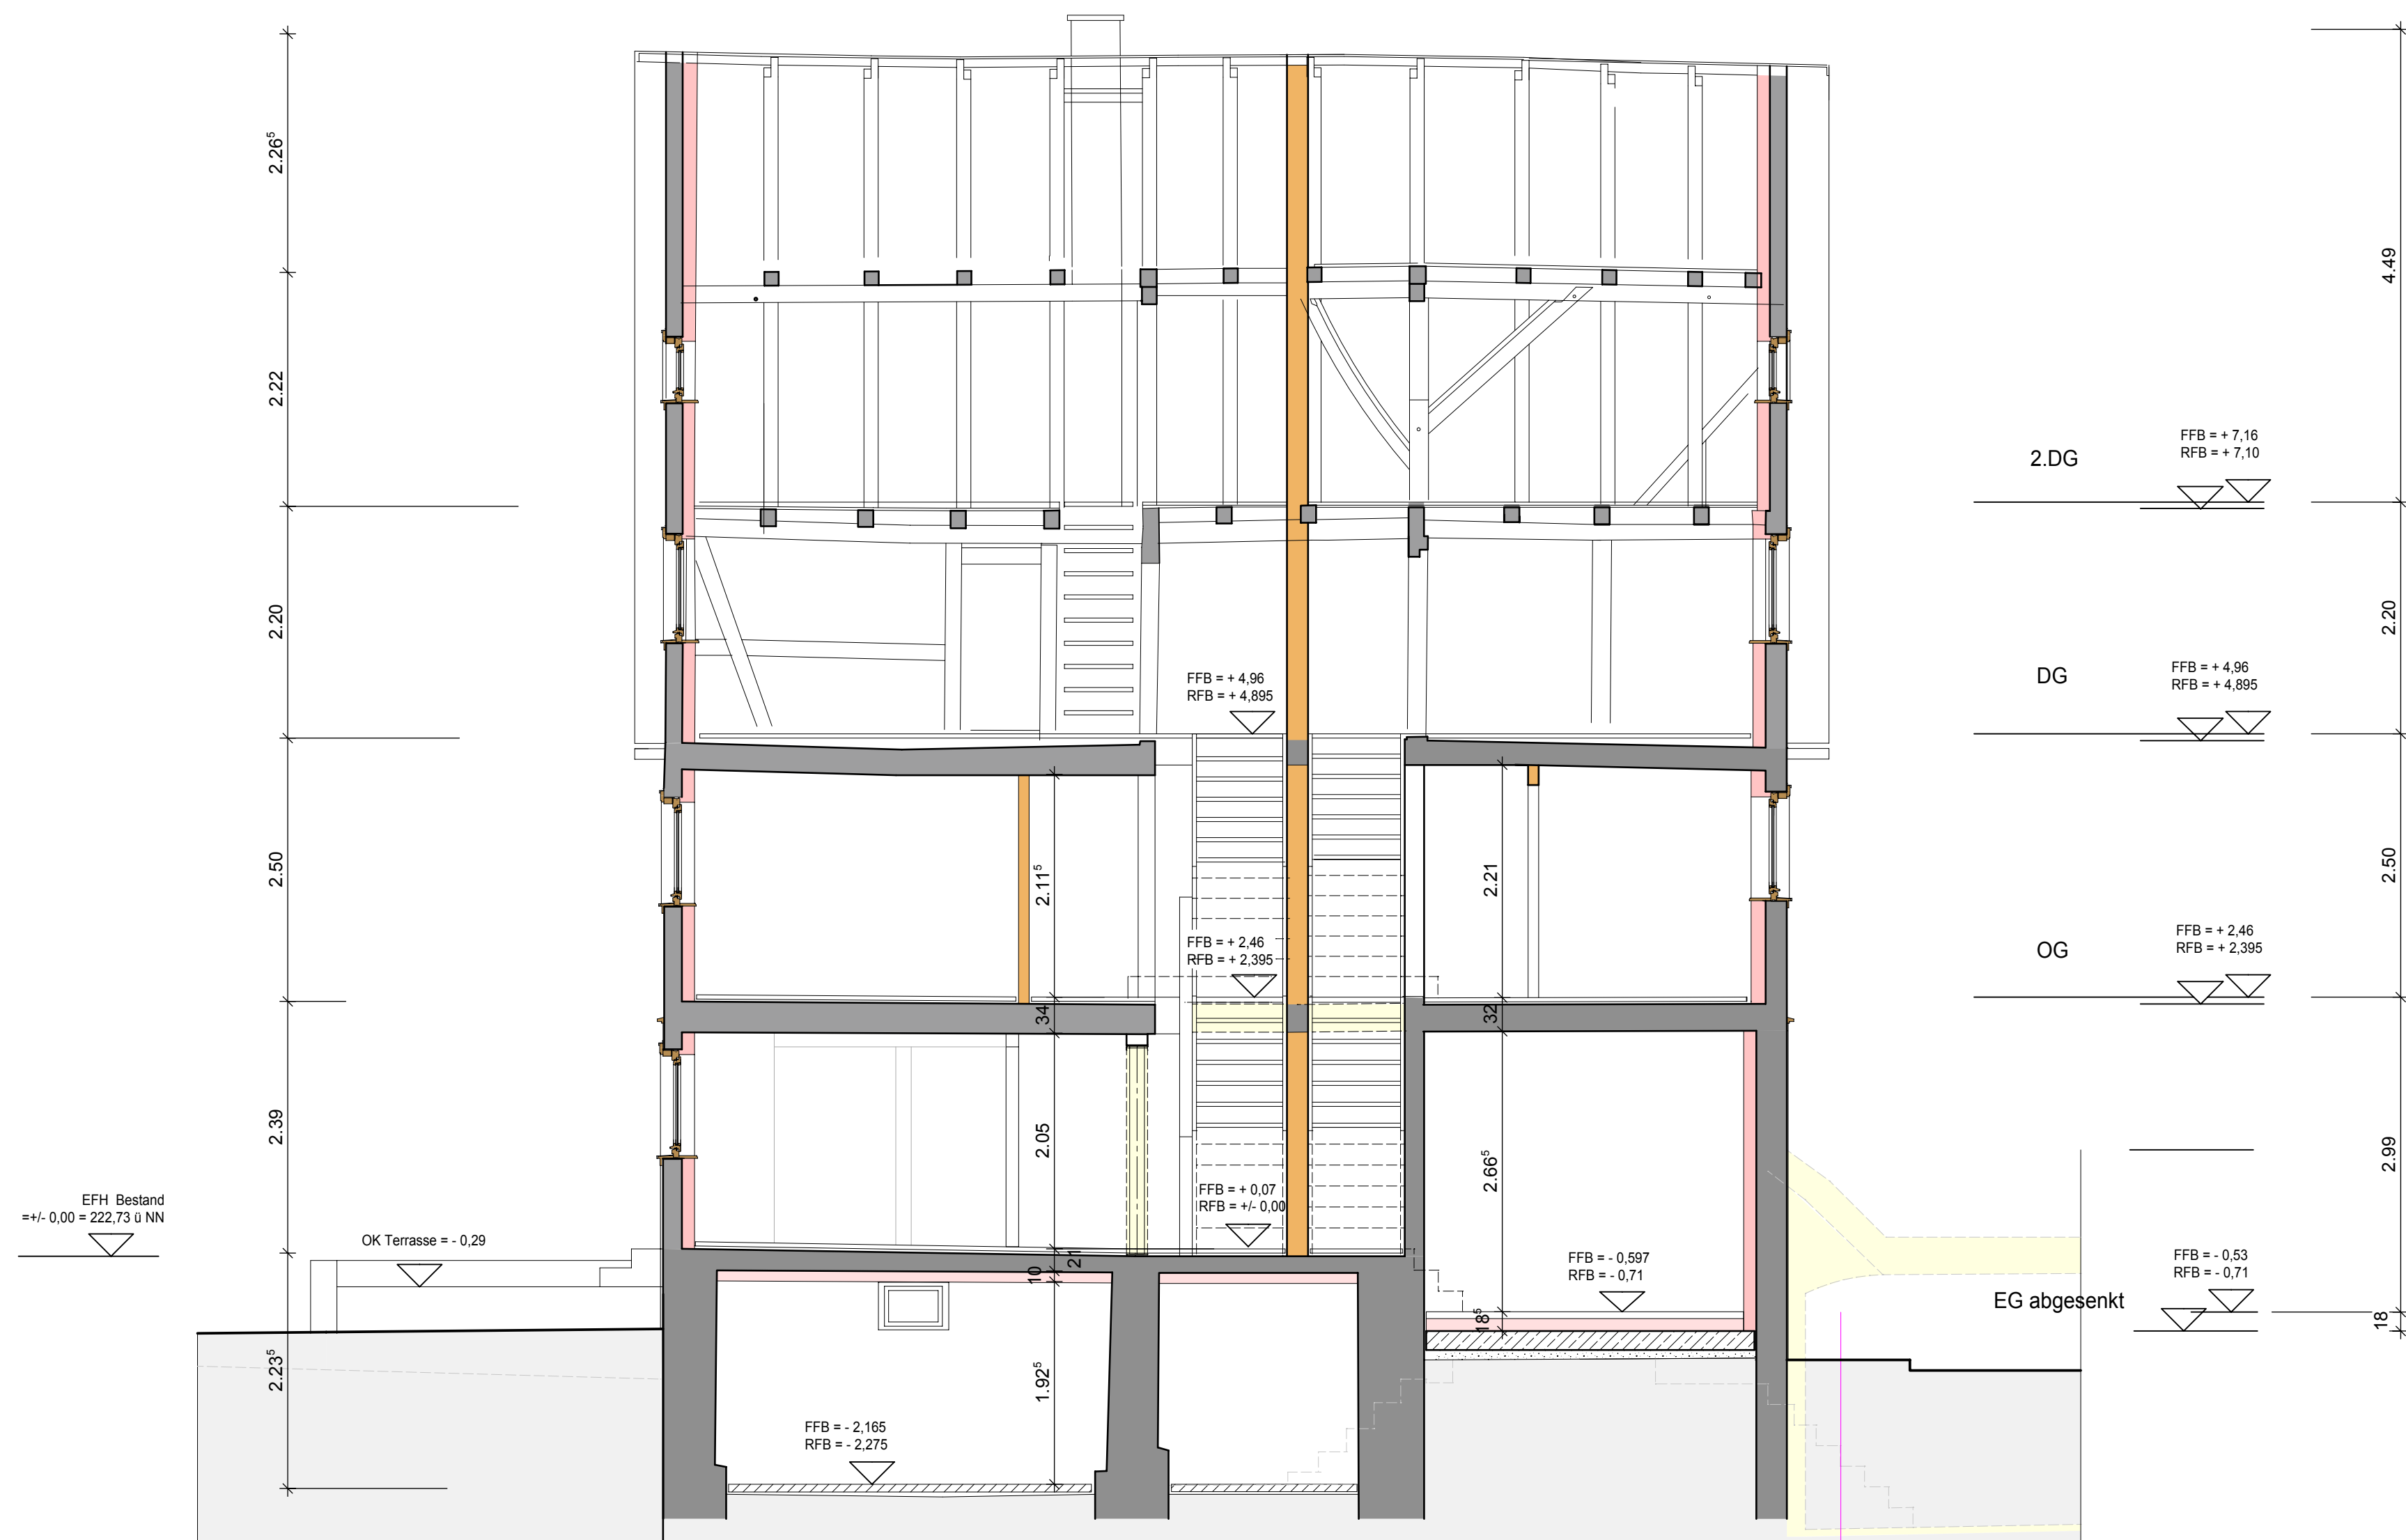 2.26⁵
4.49
2.22
FFB = + 7,16
2.DG
RFB = + 7,10
2.20
2.20
FFB = + 4,96
RFB = + 4,895
DG
FFB = + 4,96
RFB = + 4,895
2.50
2.11⁵
2.21
2.50
FFB = + 2,46
RFB = + 2,395
OG
FFB = + 2,46
RFB = + 2,395
34
32
2.39
2.05
2.66⁵
2.99
EFH Bestand
=+/- 0,00 = 222,73 ü NN
OK Terrasse = - 0,29
FFB = + 0,07
RFB = +/- 0,00
21
10
FFB = - 0,597
RFB = - 0,71
18⁵
FFB = - 0,53
RFB = - 0,71
EG abgesenkt
18
2.23⁵
1.92⁵
FFB = - 2,165
RFB = - 2,275